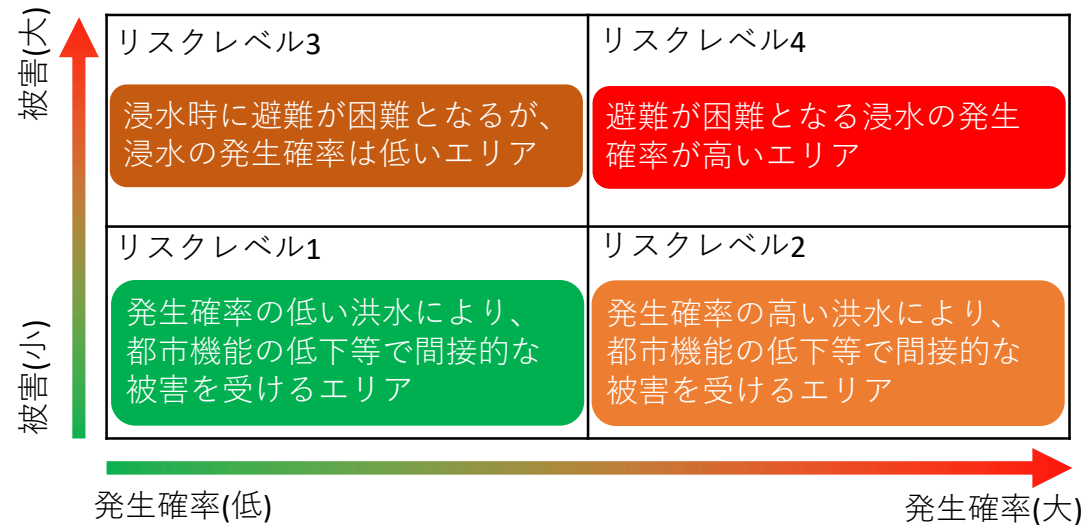 被害(大)
リスクレベル3
浸水時に避難が困難となるが、
浸水の発生確率は低いエリア
リスクレベル4
避難が困難となる浸水の発生
確率が高いエリア
被害(小)
リスクレベル1
発生確率の低い洪水により、
都市機能の低下等で間接的な
被害を受けるエリア
リスクレベル2
発生確率の高い洪水により、
都市機能の低下等で間接的な
被害を受けるエリア
発生確率(低)
発生確率(大)